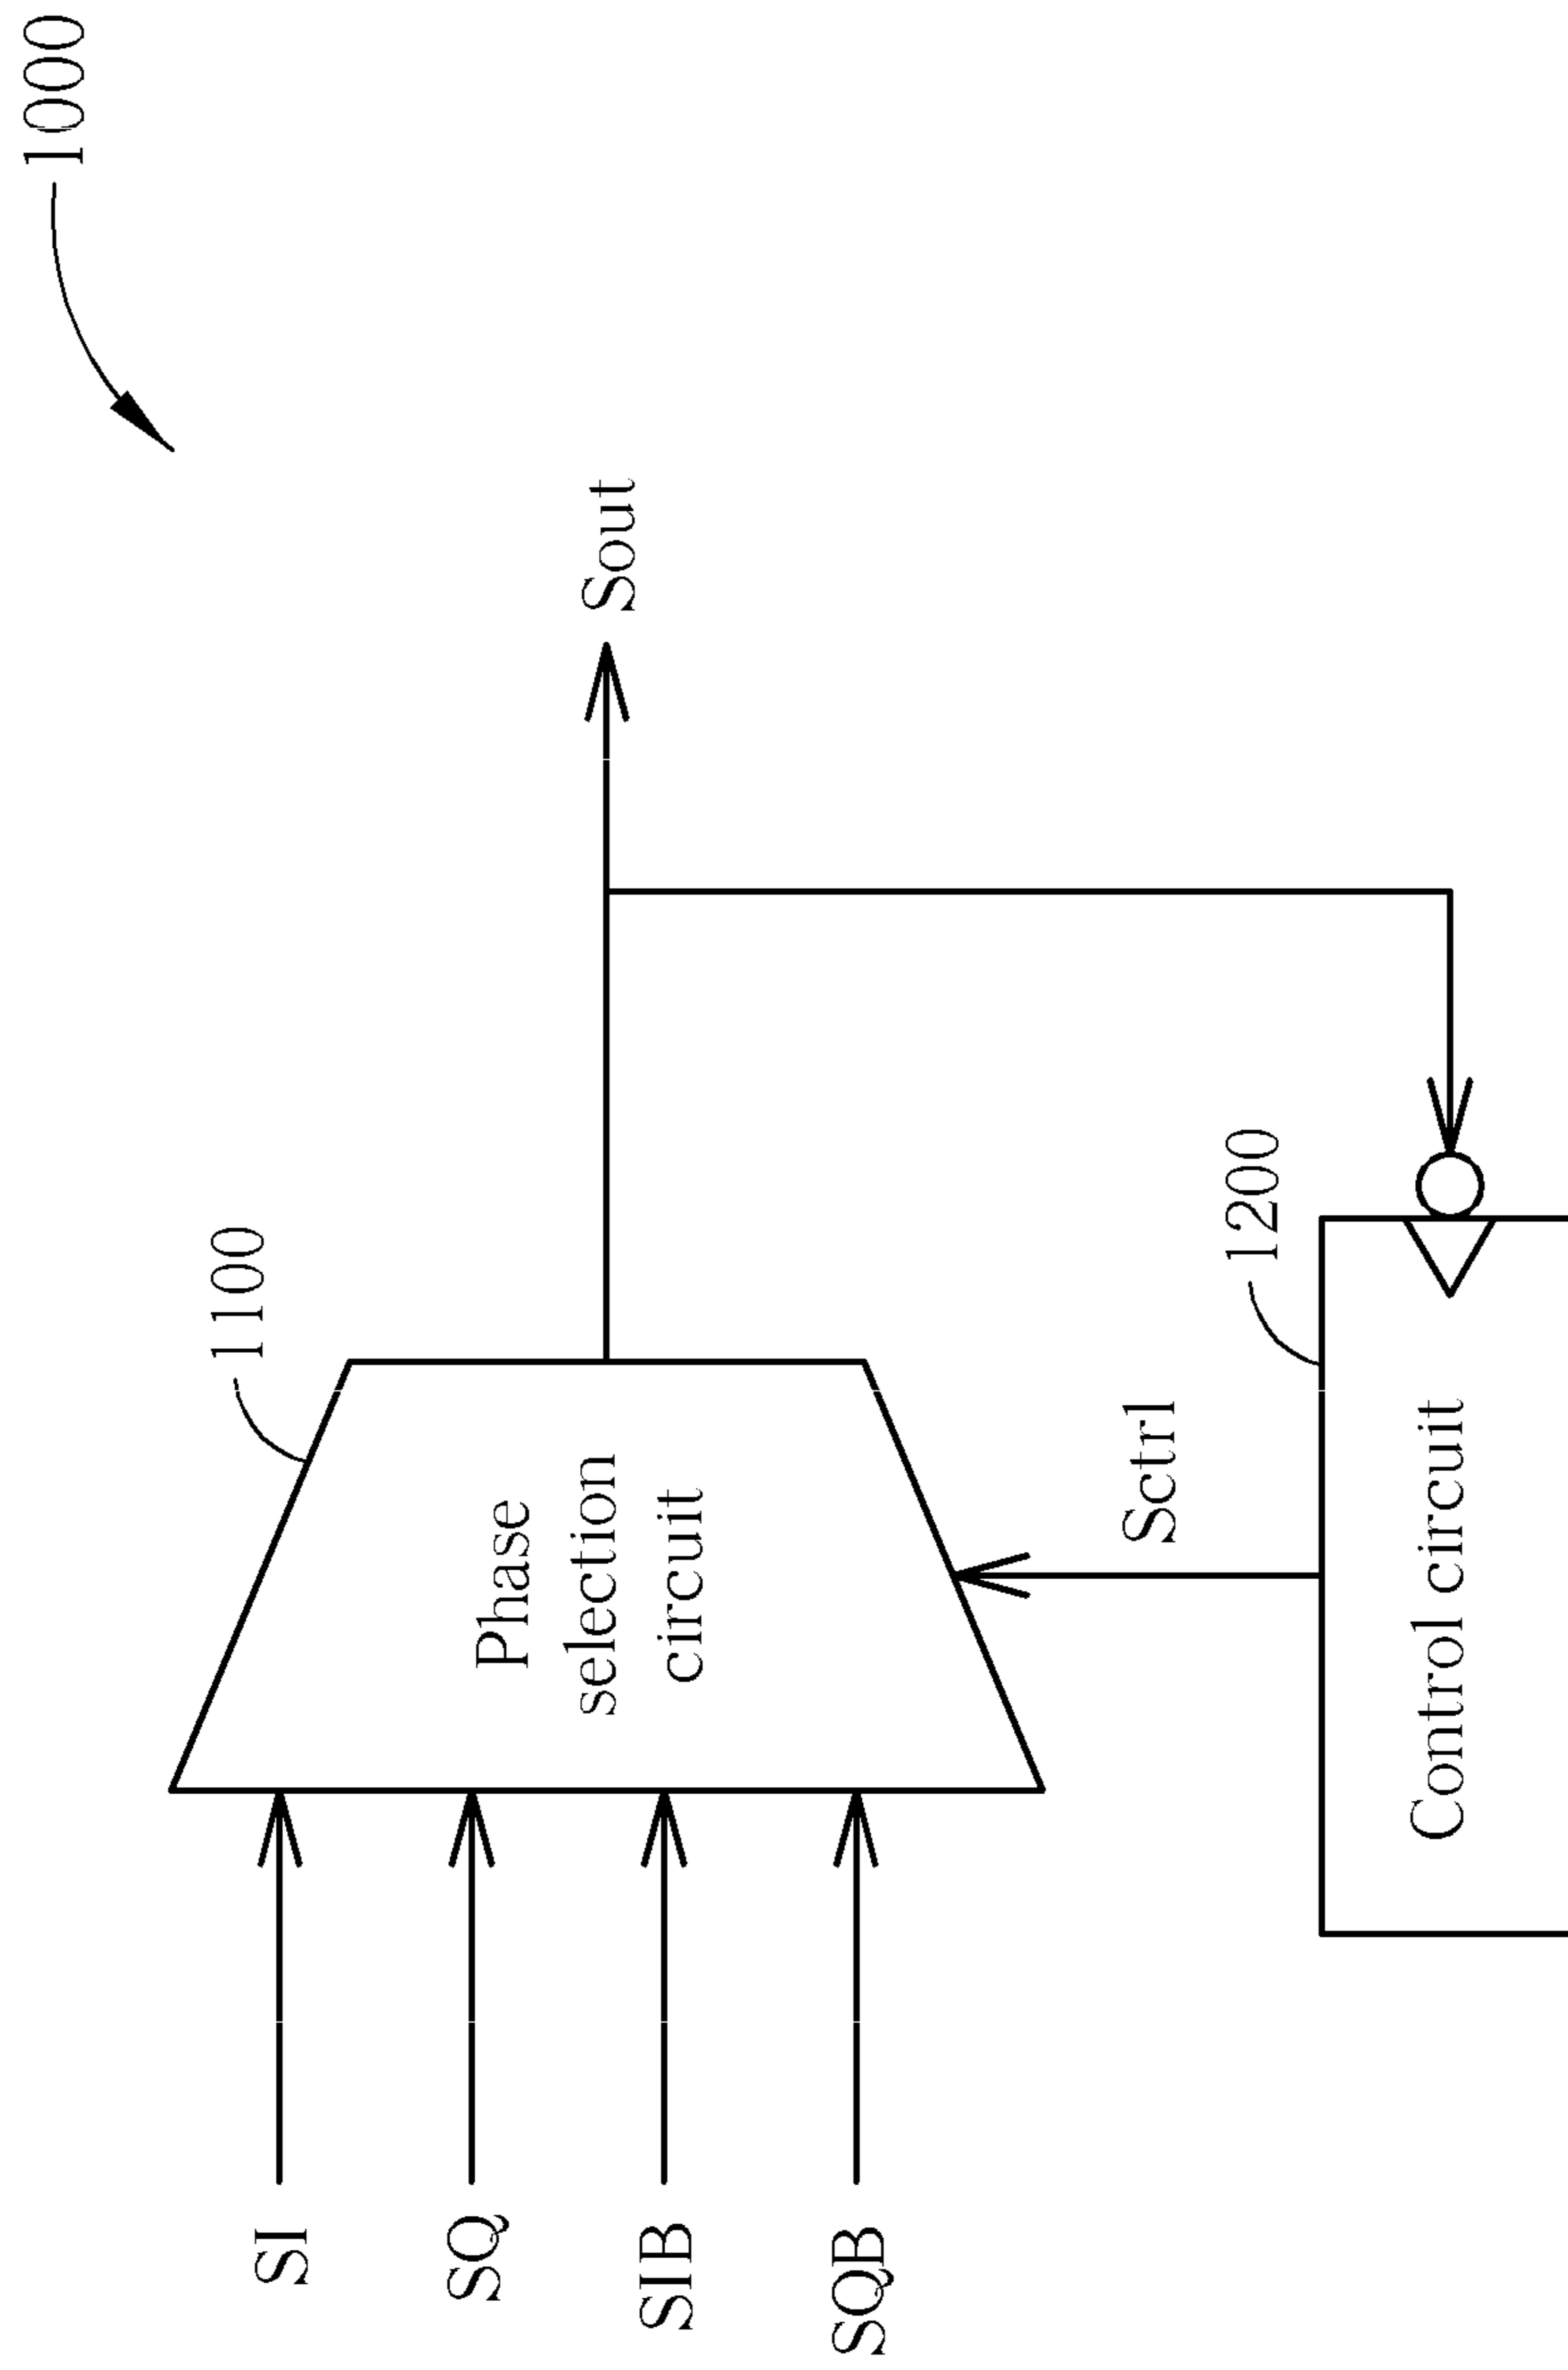 1000
1100
SI
SQ
SIB
SQB
Phase
selection
circuit
Sout
Sctrl
1200
Control circuit